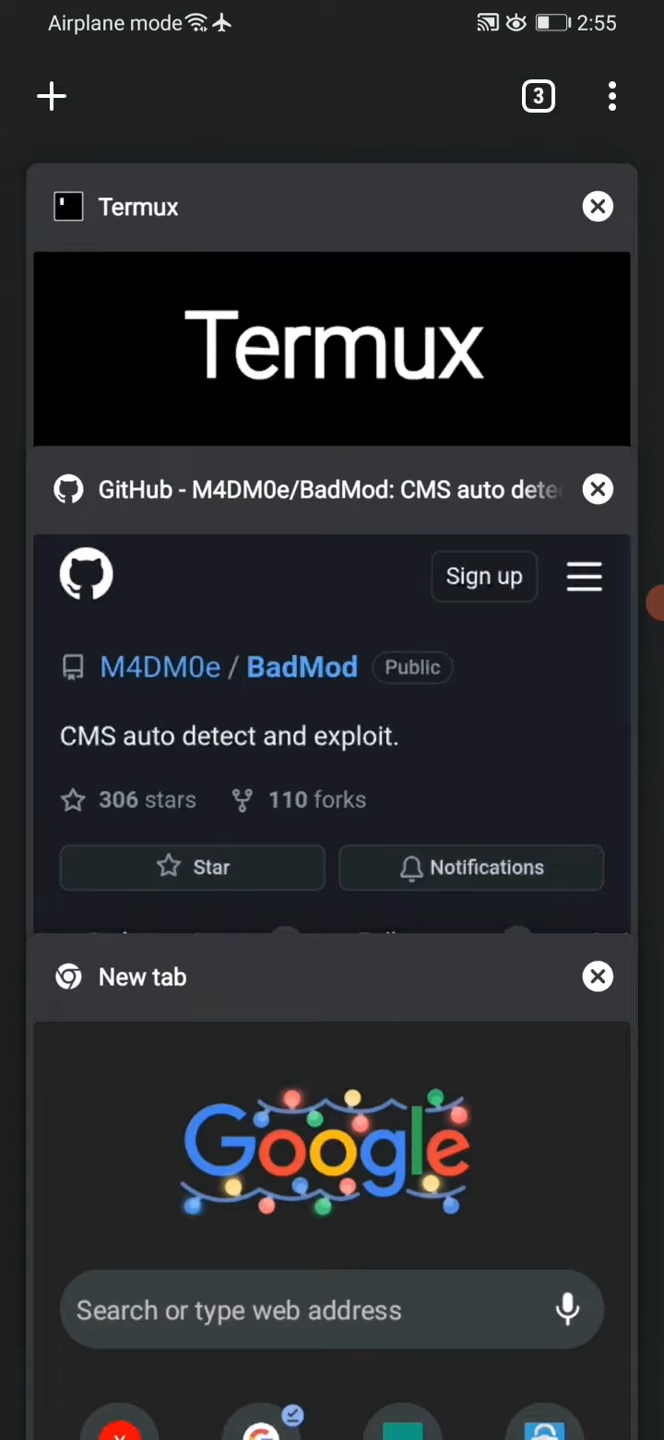 Airplane mode 2:55
3
Termux
Termux
GitHub - M4DM0e/BadMod: CMS auto dete
Sign up
M4DM0e / BadMod Public
CMS auto detect and exploit.
306 stars 110 forks
Star Notifications
New tab
Google
Search or type web address